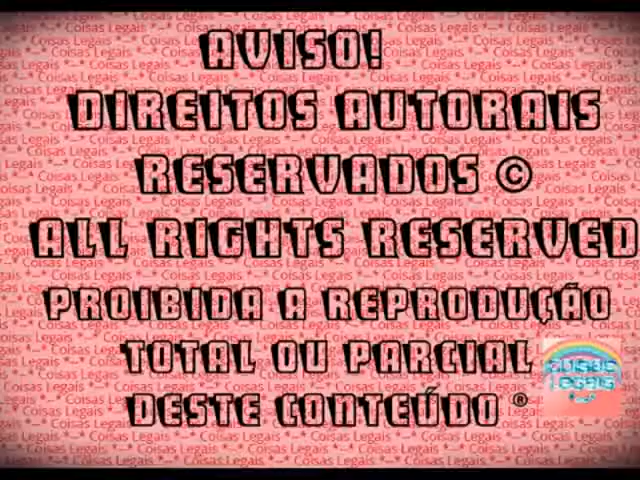 AVISO!
DIREITOS AUTORAIS
RESERVADOS ©
ALL RIGHTS RESERVED
PROIBIDA A REPRODUÇÃO
TOTAL OU PARCIAL
DESTE CONTEÚDO ®
Coisas
Legais